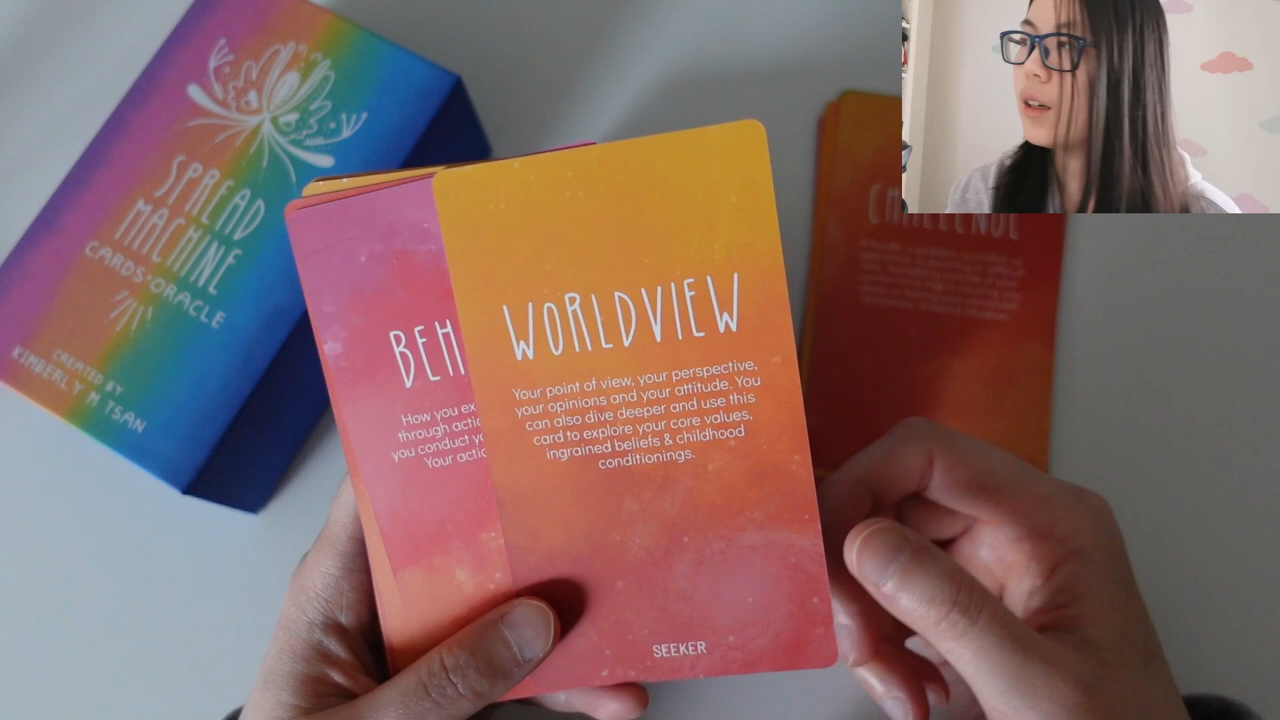 SPREAD
MACHINE
CARDS+ORACLE
CREATED BY
KIMBERLY M TSAN
BEH
How you ex
through actio
you conduct yo
Your actio
WORLDVIEW
Your point of view, your perspective,
your opinions and your attitude. You
can also dive deeper and use this
card to explore your core values,
ingrained beliefs & childhood
conditionings.
SEEKER
CHALLENGE